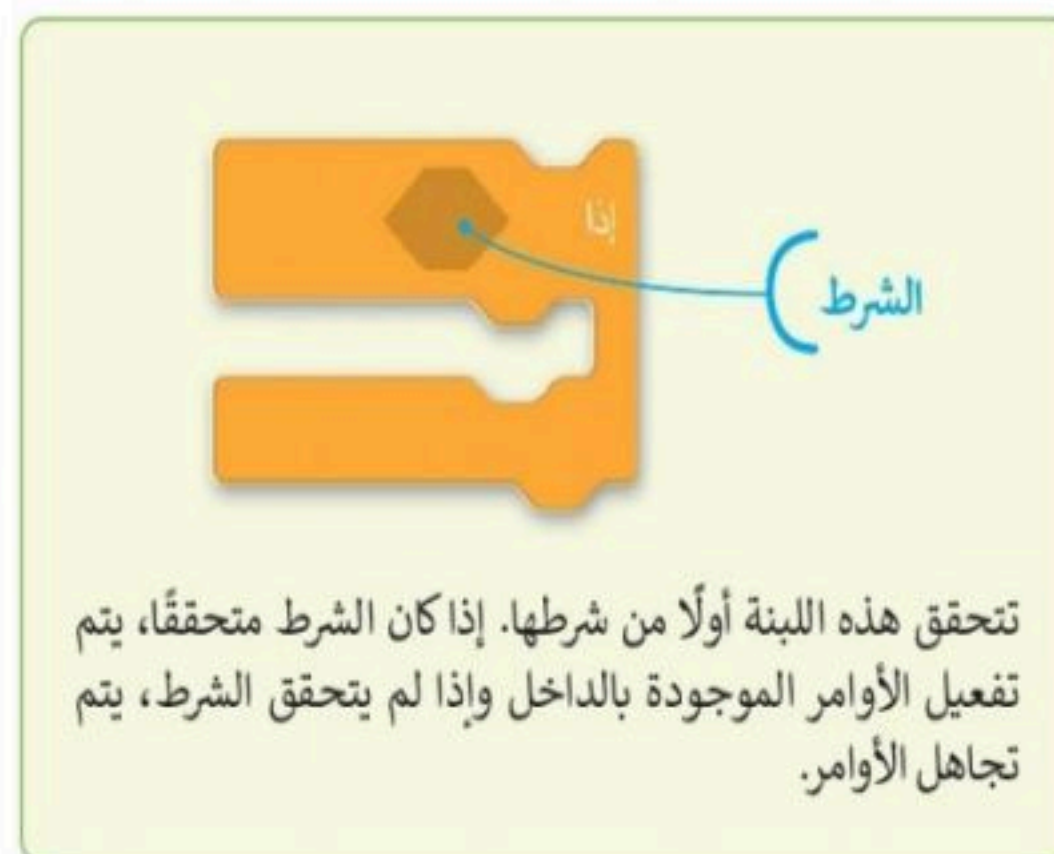 إذا
الشرط
تتحقق هذه اللبنة أولًا من شرطها. إذا كان الشرط متحققًا، يتم
تفعيل الأوامر الموجودة بالداخل وإذا لم يتحقق الشرط، يتم
تجاهل الأوامر.